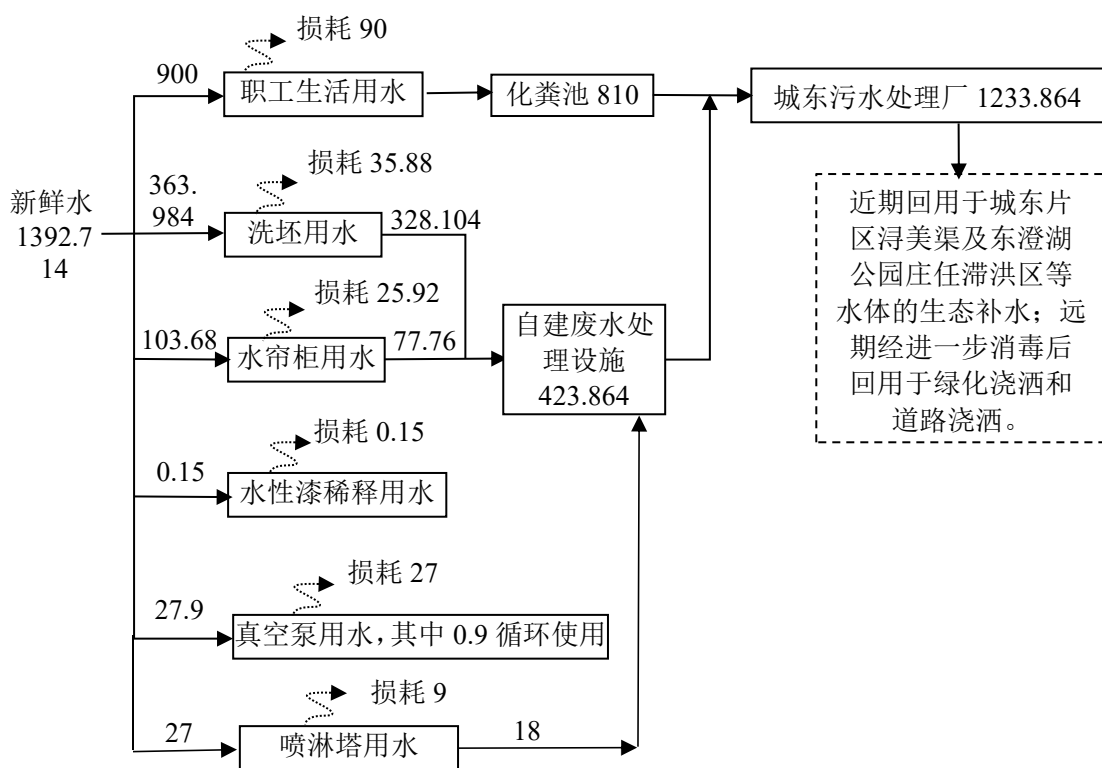 损耗 90
900
职工生活用水
化粪池 810
城东污水处理厂 1233.864
损耗 35.88
新鲜水
1392.7
14
363.
984
洗坯用水
328.104
近期回用于城东片
区浔美渠及东澄湖
公园庄任滞洪区等
水体的生态补水；远
期经进一步消毒后
回用于绿化浇洒和
道路浇洒。
损耗 25.92
103.68
水帘柜用水
77.76
自建废水处
理设施
423.864
损耗 0.15
0.15
水性漆稀释用水
损耗 27
27.9
真空泵用水，其中 0.9 循环使用
损耗 9
27
喷淋塔用水
18